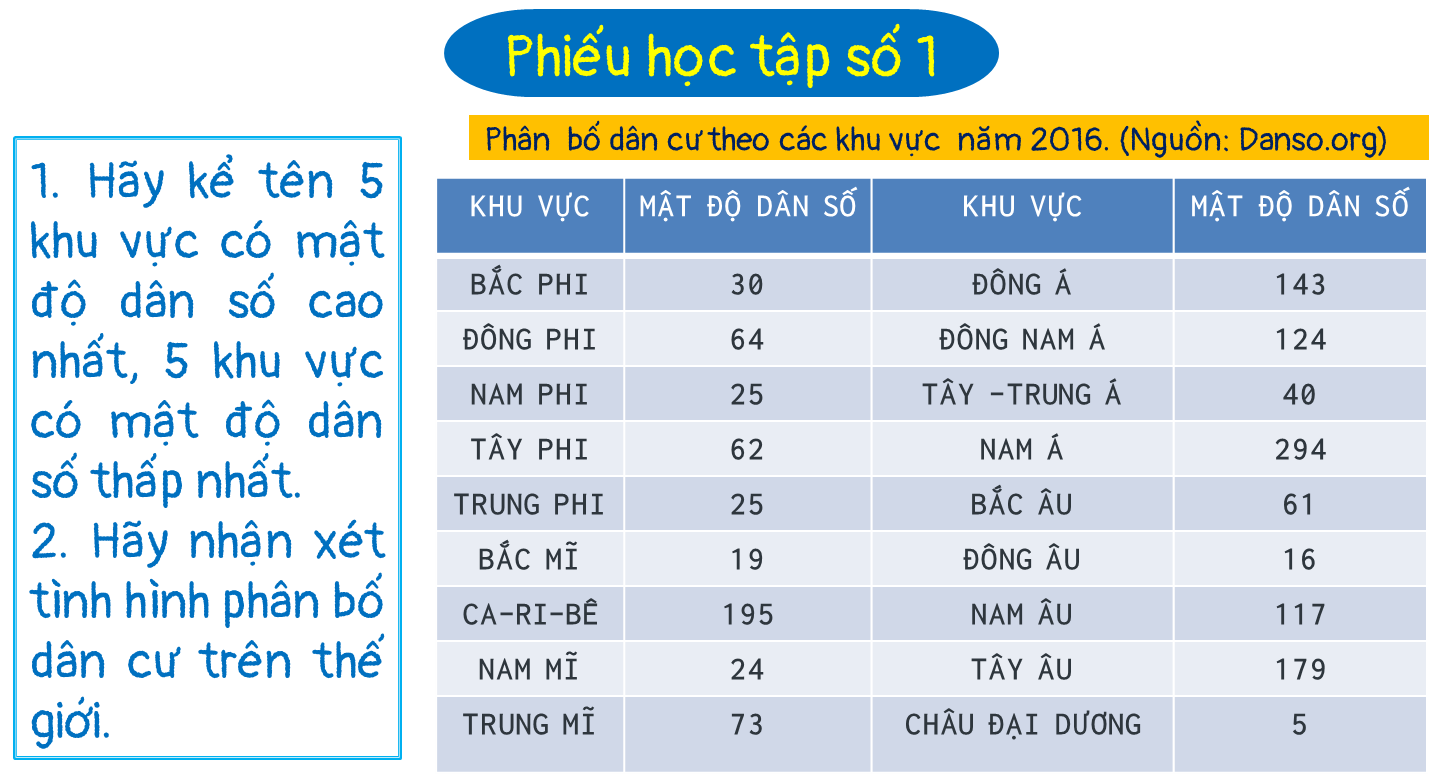 Phiếu học tập số 1
Phân bố dân cư theo các khu vực năm 2016. (Nguồn: Danso.org)
1. Hãy kể tên 5
khu vực có mật
độ dân số cao
nhất, 5 khu vực
có mật độ dân
số thấp nhất.
2. Hãy nhận xét
tình hình phân bố
dân cư trên thế
giới.
KHU VỰC MẬT ĐỘ DÂN SỐ KHU VỰC MẬT ĐỘ DÂN SỐ
BẮC PHI 30 ĐÔNG Á 143
ĐÔNG PHI 64 ĐÔNG NAM Á 124
NAM PHI 25 TÂY -TRUNG Á 40
TÂY PHI 62 NAM Á 294
TRUNG PHI 25 BẮC ÂU 61
BẮC MĨ 19 ĐÔNG ÂU 16
CA-RI-BÊ 195 NAM ÂU 117
NAM MĨ 24 TÂY ÂU 179
TRUNG MĨ 73 CHÂU ĐẠI DƯƠNG 5